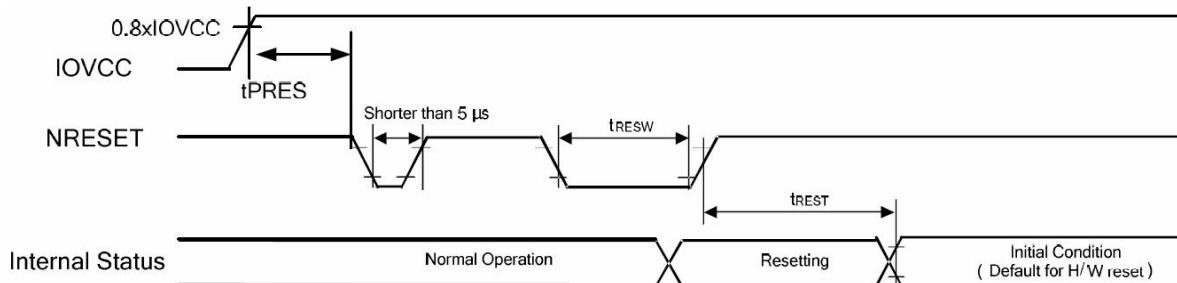 0.8xIOVCC
IOVCC
tPRES
Shorter than 5 µs
NRESET
tRESW
tREST
Internal Status
Normal Operation
Resetting
Initial Condition
( Default for H/W reset )